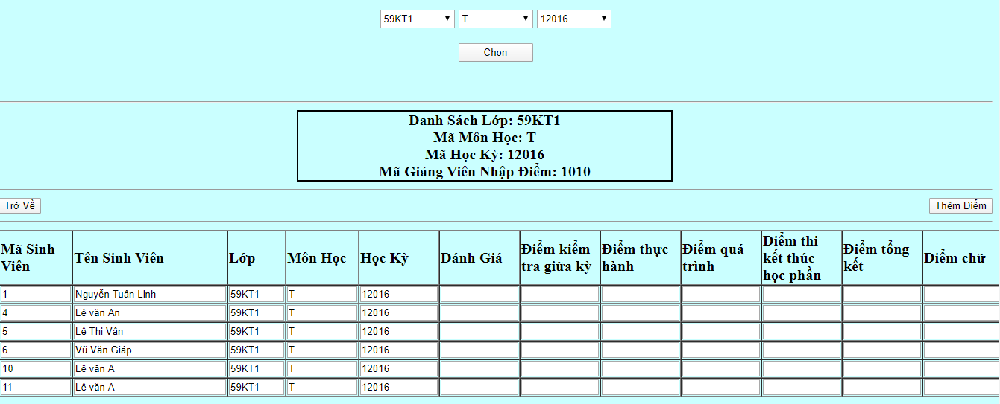 59KT1 T 12016
Chọn
Danh Sách Lớp: 59KT1
Mã Môn Học: T
Mã Học Kỳ: 12016
Mã Giảng Viên Nhập Điểm: 1010
Trở Về Thêm Điểm
Mã Sinh Viên Tên Sinh Viên Lớp Môn Học Học Kỳ Đánh Giá Điểm kiểm tra giữa kỳ Điểm thực hành Điểm quá trình Điểm thi kết thúc học phần Điểm tổng kết Điểm chữ
1 Nguyễn Tuấn Linh 59KT1 T 12016
4 Lê văn An 59KT1 T 12016
5 Lê Thị Vân 59KT1 T 12016
6 Vũ Văn Giáp 59KT1 T 12016
10 Lê văn A 59KT1 T 12016
11 Lê văn A 59KT1 T 12016